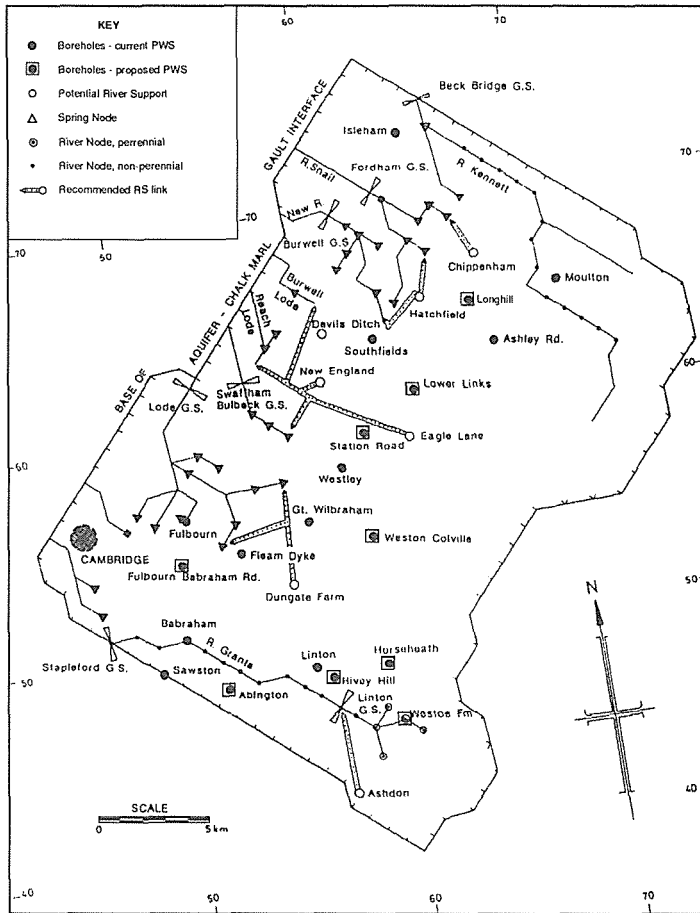 KEY
Boreholes - current PWS
Boreholes - proposed PWS
Potential River Support
Spring Node
River Node, perrennial
River Node, non-perennial
Recommended RS link
60
70
Beck Bridge G.S.
GAULT INTERFACE
Isleham
R. Kennett
70
R.Snail
Fordham G.S.
70
New R.
Burwell G.S.
50
70
Chippenham
Moulton
BASE OF AQUIFER - CHALK MARL
Burwell Lode
Hatchfield
Longhill
Reach Lode
Devils Ditch
Southfields
Ashley Rd.
60
New England
Lode G.S.
Swaffham Bulbeck G.S.
Lower Links
Station Road
Eagle Lane
60
Westley
Gt. Wilbraham
Fulbourn
Weston Colville
CAMBRIDGE
Fleam Dyke
Fulbourn Babraham Rd.
50
Dungate Farm
N
Babraham
R. Granta
Stapleford G.S.
Linton
Horseheath
Sawston
50
Abington
Hivey Hill
Linton G.S.
Westoe Fm
Ashdon
40
SCALE
0
5km
40
50
60
70